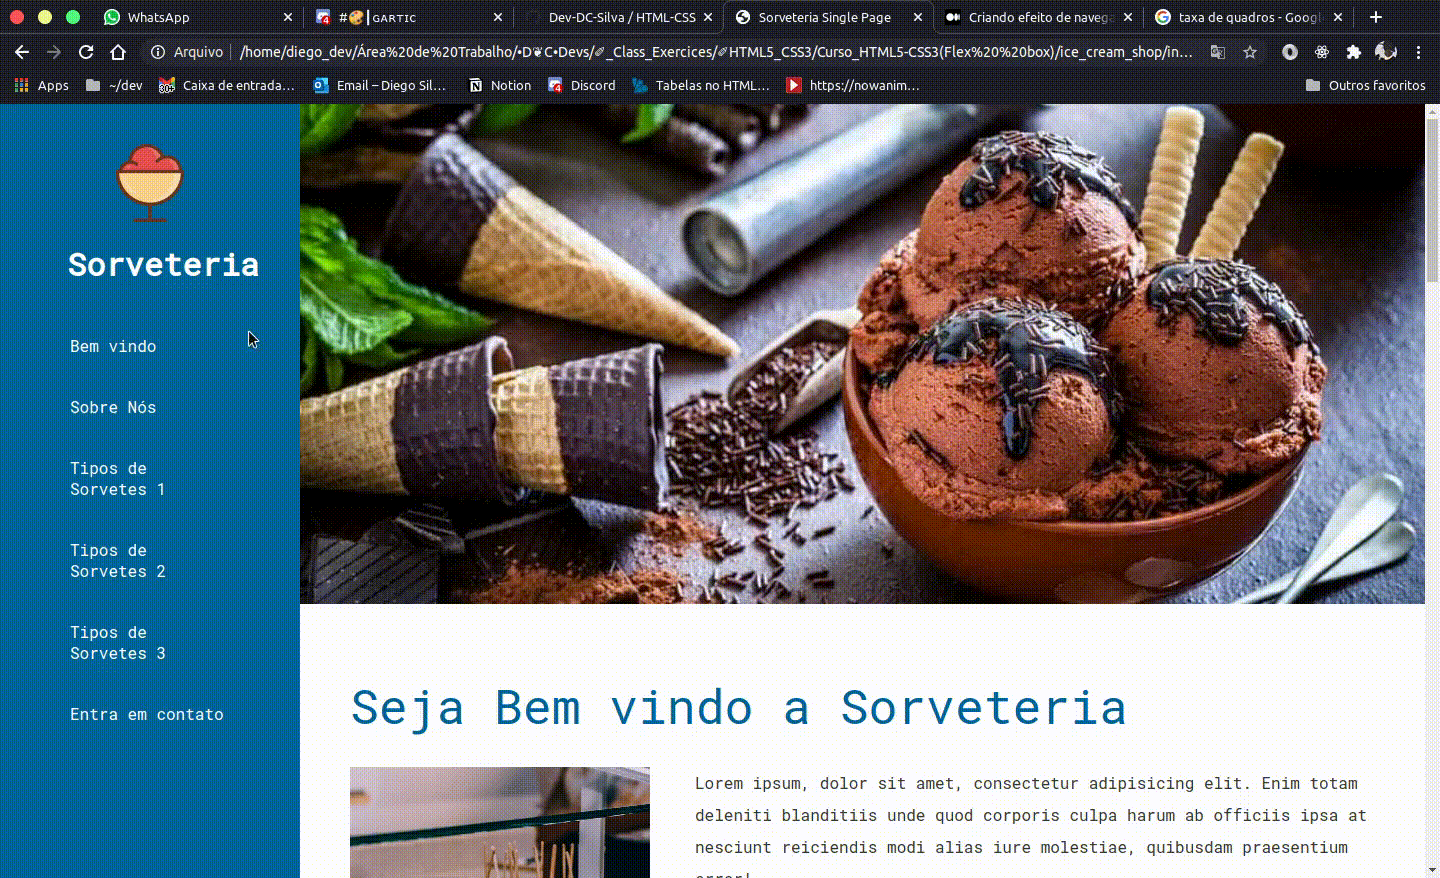 WhatsApp
#🎨┃ɢᴀʀᴛɪᴄ
Dev-DC-Silva / HTML-CSS
Sorveteria Single Page
Criando efeito de navega
taxa de quadros - Googl
Arquivo
/home/diego_dev/Área%20de%20Trabalho/•D❦C•Devs/✐_Class_Exercices/✐HTML5_CSS3/Curso_HTML5-CSS3(Flex%20%20box)/ice_cream_shop/in...
Apps
~/dev
30+
Caixa de entrada...
Email – Diego Sil...
Notion
4
Discord
Tabelas no HTML...
https://nowanim...
Outros favoritos
Sorveteria
Bem vindo
Sobre Nós
Tipos de
Sorvetes 1
Tipos de
Sorvetes 2
Tipos de
Sorvetes 3
Entra em contato
Seja Bem vindo a Sorveteria
Lorem ipsum, dolor sit amet, consectetur adipisicing elit. Enim totam
deleniti blanditiis unde quod corporis culpa harum ab officiis ipsa at
nesciunt reiciendis modi alias iure molestiae, quibusdam praesentium
error!